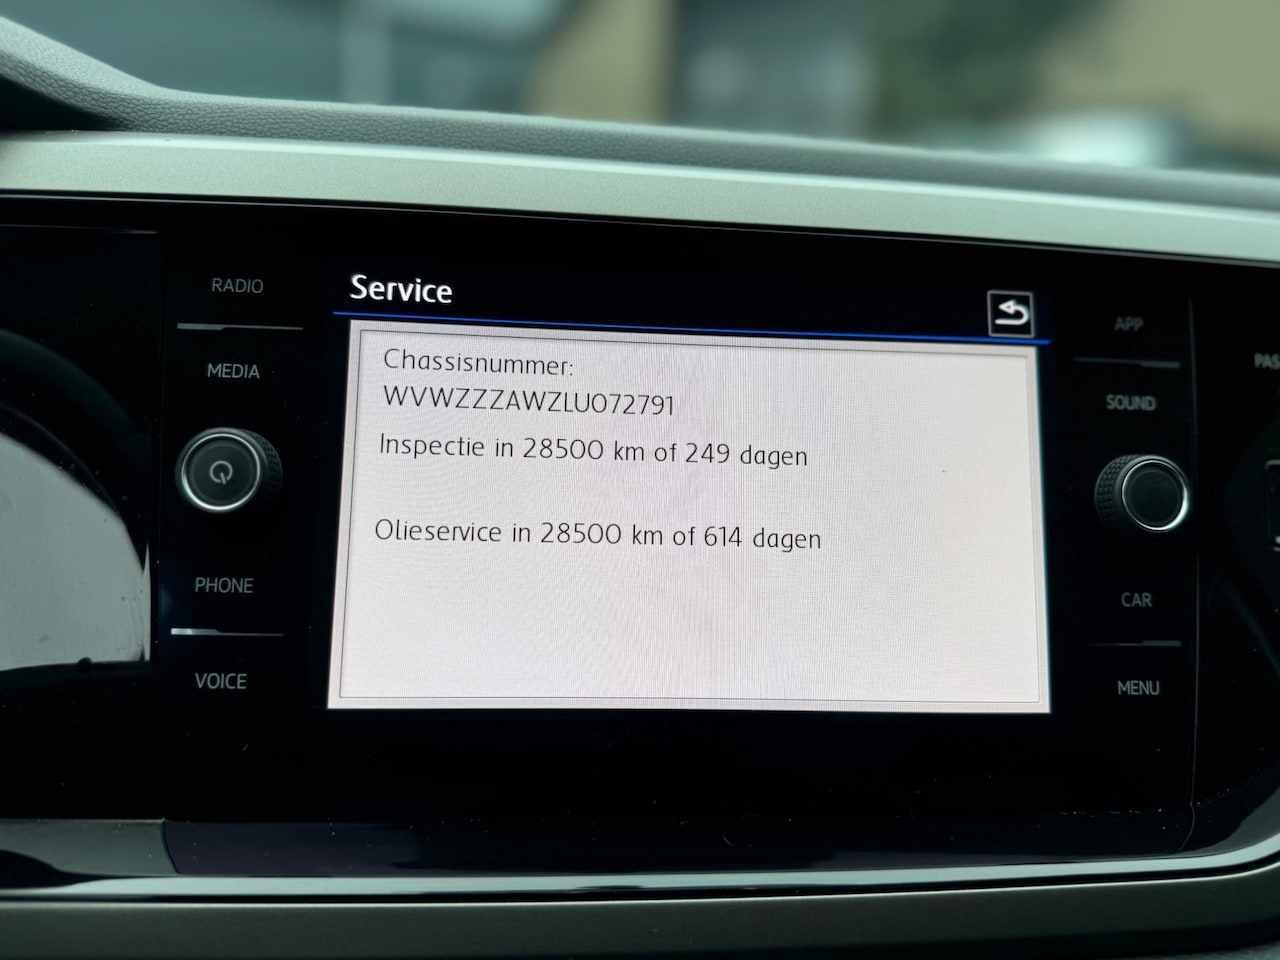 Service
RADIO
MEDIA
PHONE
VOICE
Chassisnummer:
WVWZZZAWZLU072791
Inspectie in 28500 km of 249 dagen
Olieservice in 28500 km of 614 dagen
APP
SOUND
CAR
MENU